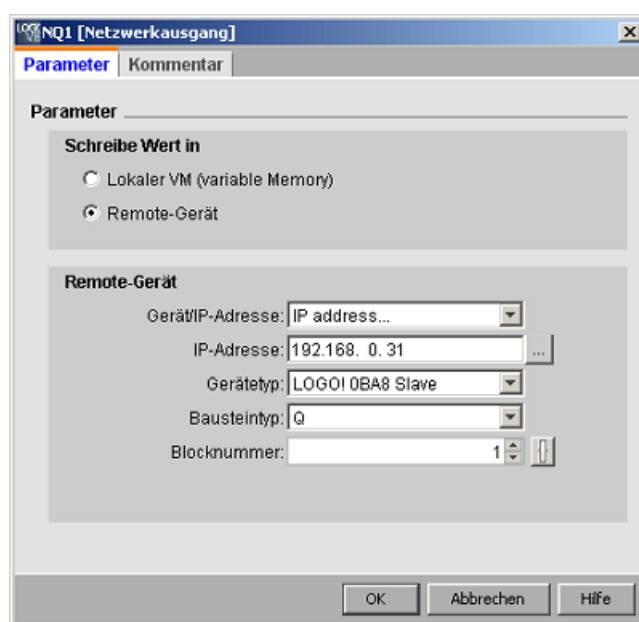 NQ1 [Netzwerkausgang]
Parameter Kommentar
Parameter
Schreibe Wert in
Lokaler VM (variable Memory)
Remote-Gerät
Remote-Gerät
Gerät/IP-Adresse: IP address...
IP-Adresse: 192.168. 0. 31 ...
Gerätetyp: LOGO! 0BA8 Slave
Bausteintyp: Q
Blocknummer: 1
OK Abbrechen Hilfe